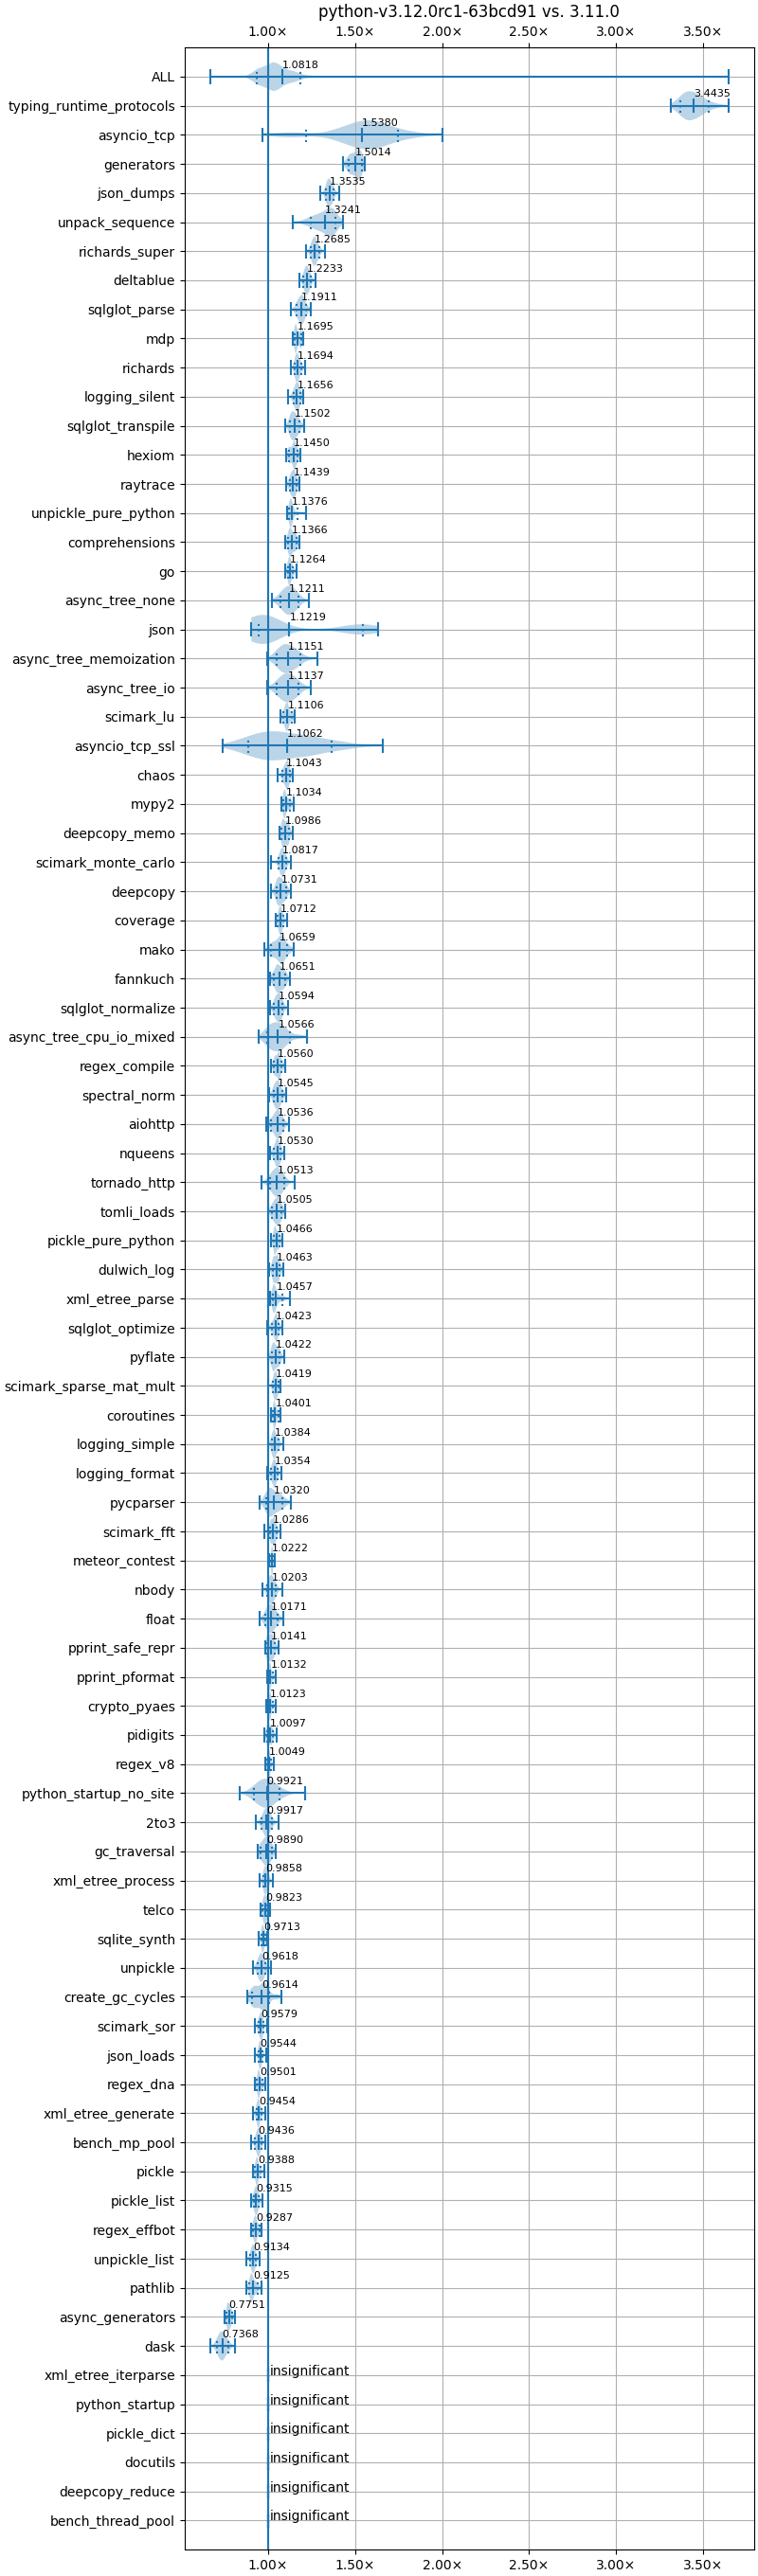 python-v3.12.0rc1-63bcd91 vs. 3.11.0
1.00× 1.50× 2.00× 2.50× 3.00× 3.50×
ALL 1.0818
typing_runtime_protocols 3.4435
asyncio_tcp 1.5380
generators 1.5014
json_dumps 1.3535
unpack_sequence 1.3241
richards_super 1.2685
deltablue 1.2233
sqlglot_parse 1.1911
mdp 1.1695
richards 1.1694
logging_silent 1.1656
sqlglot_transpile 1.1502
hexiom 1.1450
raytrace 1.1439
unpickle_pure_python 1.1376
comprehensions 1.1366
go 1.1264
async_tree_none 1.1211
json 1.1219
async_tree_memoization 1.1151
async_tree_io 1.1137
scimark_lu 1.1106
asyncio_tcp_ssl 1.1062
chaos 1.1043
mypy2 1.1034
deepcopy_memo 1.0986
scimark_monte_carlo 1.0817
deepcopy 1.0731
coverage 1.0712
mako 1.0659
fannkuch 1.0651
sqlglot_normalize 1.0594
async_tree_cpu_io_mixed 1.0566
regex_compile 1.0560
spectral_norm 1.0545
aiohttp 1.0536
nqueens 1.0530
tornado_http 1.0513
tomli_loads 1.0505
pickle_pure_python 1.0466
dulwich_log 1.0463
xml_etree_parse 1.0457
sqlglot_optimize 1.0423
pyflate 1.0422
scimark_sparse_mat_mult 1.0419
coroutines 1.0401
logging_simple 1.0384
logging_format 1.0354
pycparser 1.0320
scimark_fft 1.0286
meteor_contest 1.0222
nbody 1.0203
float 1.0171
pprint_safe_repr 1.0141
pprint_pformat 1.0132
crypto_pyaes 1.0123
pidigits 1.0097
regex_v8 1.0049
python_startup_no_site 0.9921
2to3 0.9917
gc_traversal 0.9890
xml_etree_process 0.9858
telco 0.9823
sqlite_synth 0.9713
unpickle 0.9618
create_gc_cycles 0.9614
scimark_sor 0.9579
json_loads 0.9544
regex_dna 0.9501
xml_etree_generate 0.9454
bench_mp_pool 0.9436
pickle 0.9388
pickle_list 0.9315
regex_effbot 0.9287
unpickle_list 0.9134
pathlib 0.9125
async_generators 0.7751
dask 0.7368
xml_etree_iterparse insignificant
python_startup insignificant
pickle_dict insignificant
docutils insignificant
deepcopy_reduce insignificant
bench_thread_pool insignificant
1.00× 1.50× 2.00× 2.50× 3.00× 3.50×